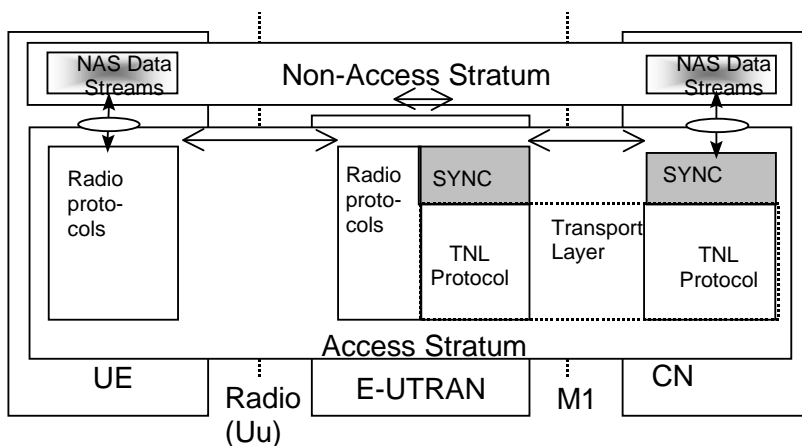 NAS Data
Streams
Non-Access Stratum
NAS Data
Streams
Radio
proto-
cols
Radio
proto-
cols
SYNC
TNL
Protocol
Transport
Layer
SYNC
TNL
Protocol
Access Stratum
UE
Radio
(Uu)
E-UTRAN
M1
CN